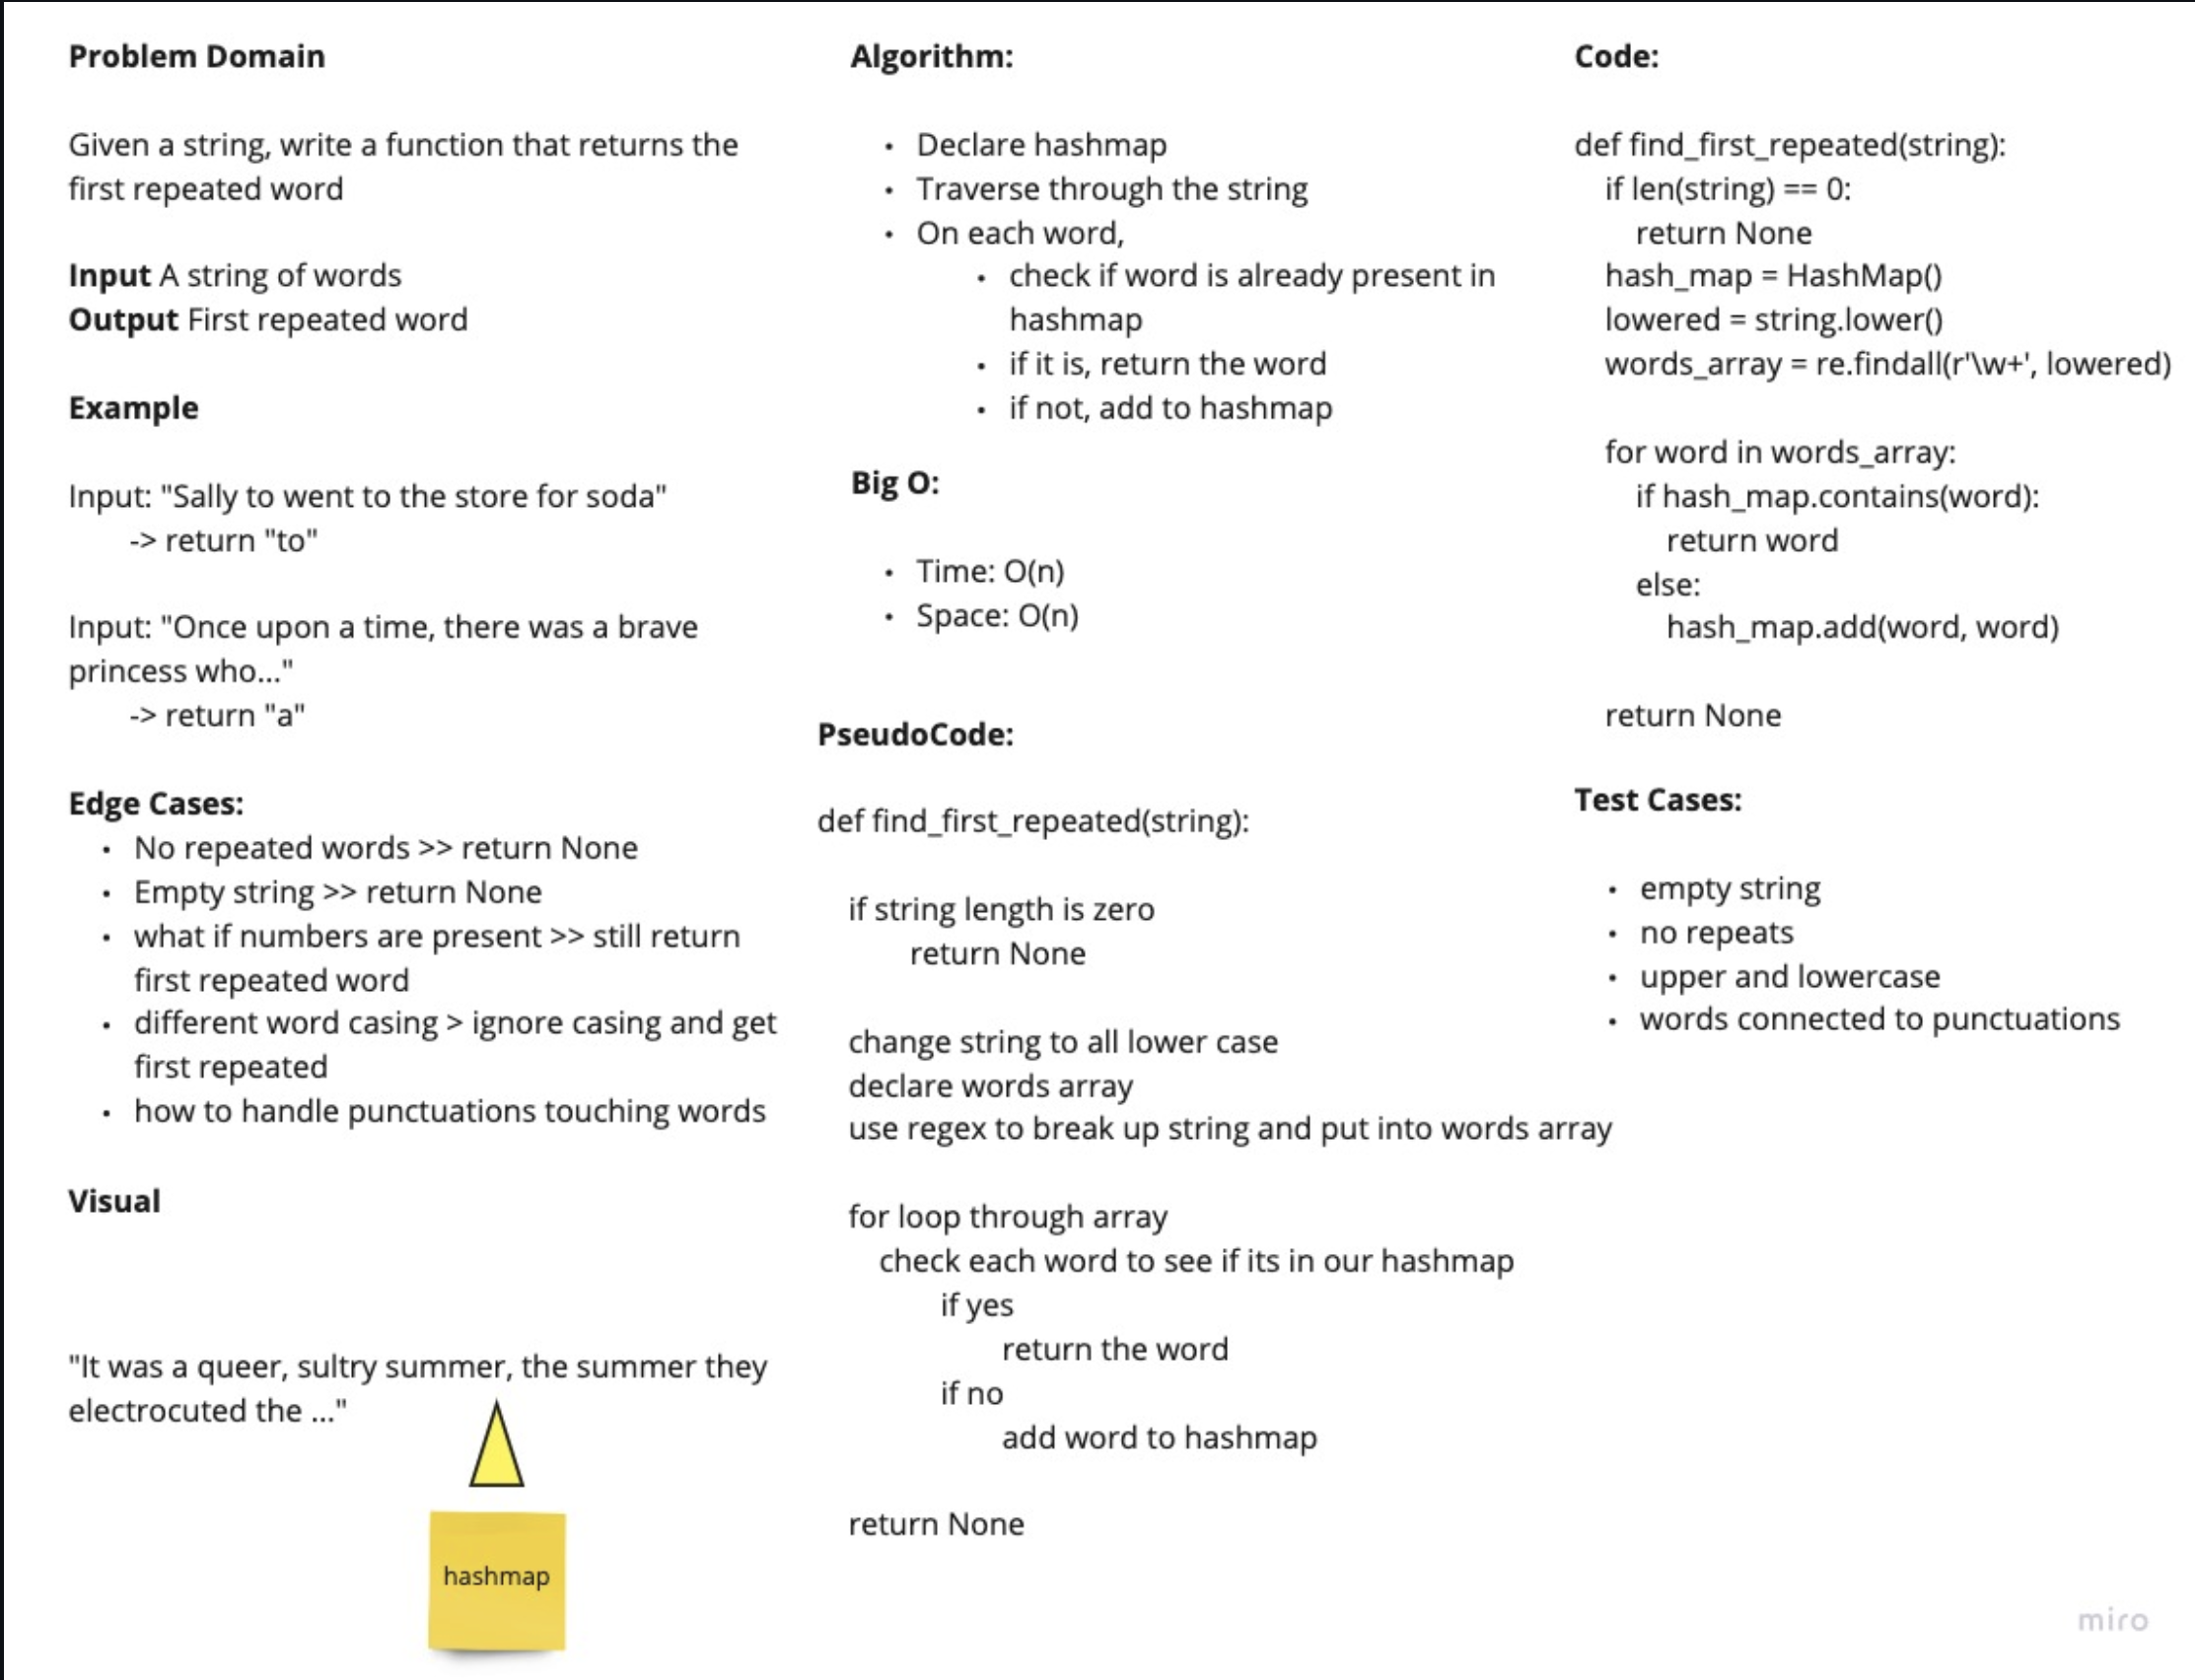 Problem Domain
Given a string, write a function that returns the
first repeated word
Input A string of words
Output First repeated word
Example
Input: "Sally to went to the store for soda"
-> return "to"
Input: "Once upon a time, there was a brave
princess who..."
-> return "a"
Edge Cases:
• No repeated words >> return None
• Empty string >> return None
• what if numbers are present >> still return
first repeated word
• different word casing > ignore casing and get
first repeated
• how to handle punctuations touching words
Visual
"It was a queer, sultry summer, the summer they
electrocuted the ..."
hashmap
Algorithm:
• Declare hashmap
• Traverse through the string
• On each word,
• check if word is already present in
hashmap
• if it is, return the word
• if not, add to hashmap
Big O:
• Time: O(n)
• Space: O(n)
PseudoCode:
def find_first_repeated(string):
if string length is zero
return None
change string to all lower case
declare words array
use regex to break up string and put into words array
for loop through array
check each word to see if its in our hashmap
if yes
return the word
if no
add word to hashmap
return None
Code:
def find_first_repeated(string):
if len(string) == 0:
return None
hash_map = HashMap()
lowered = string.lower()
words_array = re.findall(r'\w+', lowered)
for word in words_array:
if hash_map.contains(word):
return word
else:
hash_map.add(word, word)
return None
Test Cases:
• empty string
• no repeats
• upper and lowercase
• words connected to punctuations
miro